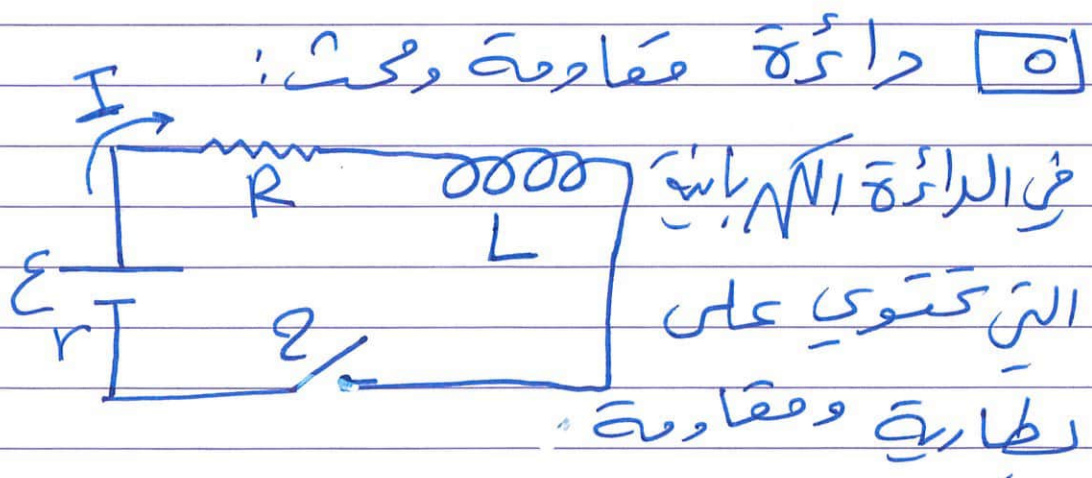 ٥ دائرة مقاومة ومحث:
I
R
في الدائرة الكهربائية
L
ε
التي تحتوي على
r
بطارية ومقاومة